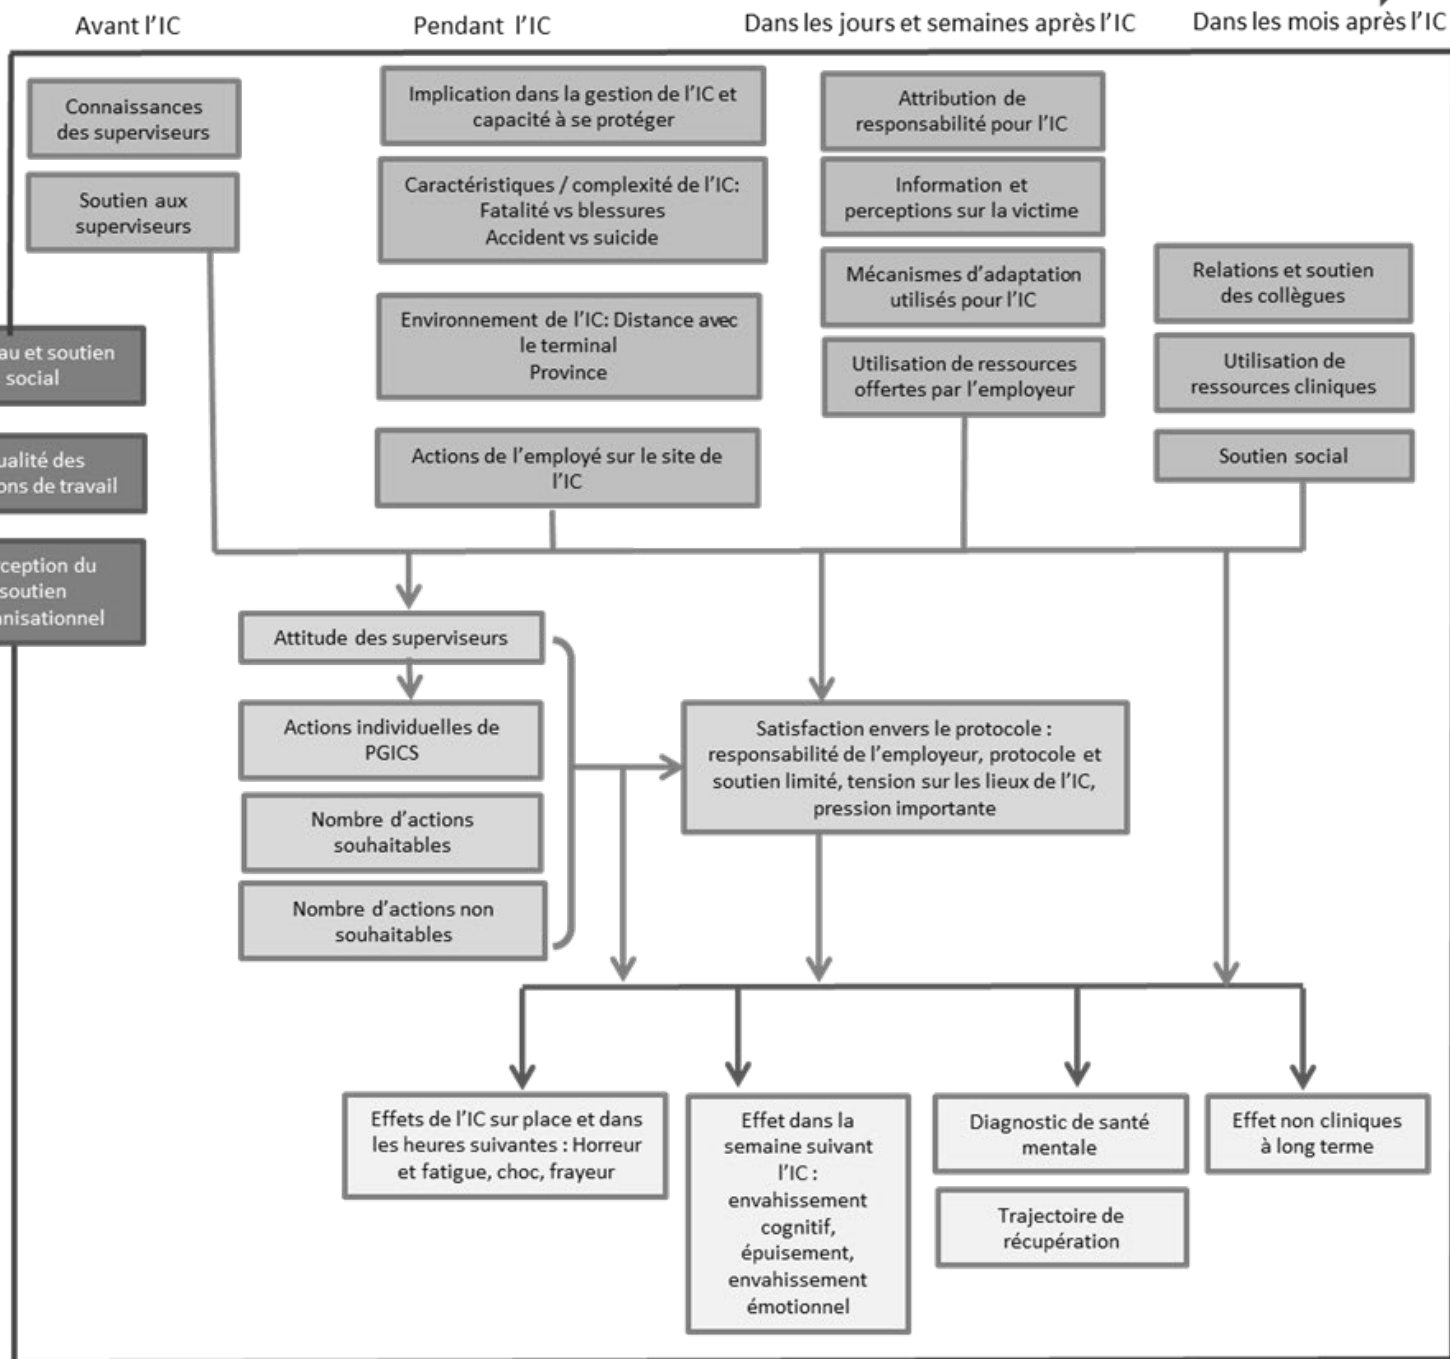 Avant l'IC
Pendant l'IC
Dans les jours et semaines après l'IC
Dans les mois après l'IC
Connaissances
des superviseurs
Soutien aux
superviseurs
Implication dans la gestion de l'IC et
capacité à se protéger
Caractéristiques / complexité de l'IC:
Fatalité vs blessures
Accident vs suicide
Environnement de l'IC: Distance avec
le terminal
Province
Actions de l'employé sur le site de
l'IC
Attribution de
responsabilité pour l'IC
Information et
perceptions sur la victime
Mécanismes d'adaptation
utilisés pour l'IC
Utilisation de ressources
offertes par l'employeur
Relations et soutien
des collègues
Utilisation de
ressources cliniques
Soutien social
et soutien
social
des
de travail
du
soutien
Attitude des superviseurs
Actions individuelles de
PGICS
Nombre d'actions
souhaitables
Nombre d'actions non
souhaitables
Satisfaction envers le protocole :
responsabilité de l'employeur, protocole et
soutien limité, tension sur les lieux de l'IC,
pression importante
Effets de l'IC sur place et dans
les heures suivantes : Horreur
et fatigue, choc, frayeur
Effet dans la
semaine suivant
l'IC :
envahissement
cognitif,
épuisement,
envahissement
émotionnel
Diagnostic de santé
mentale
Trajectoire de
récupération
Effet non cliniques
à long terme